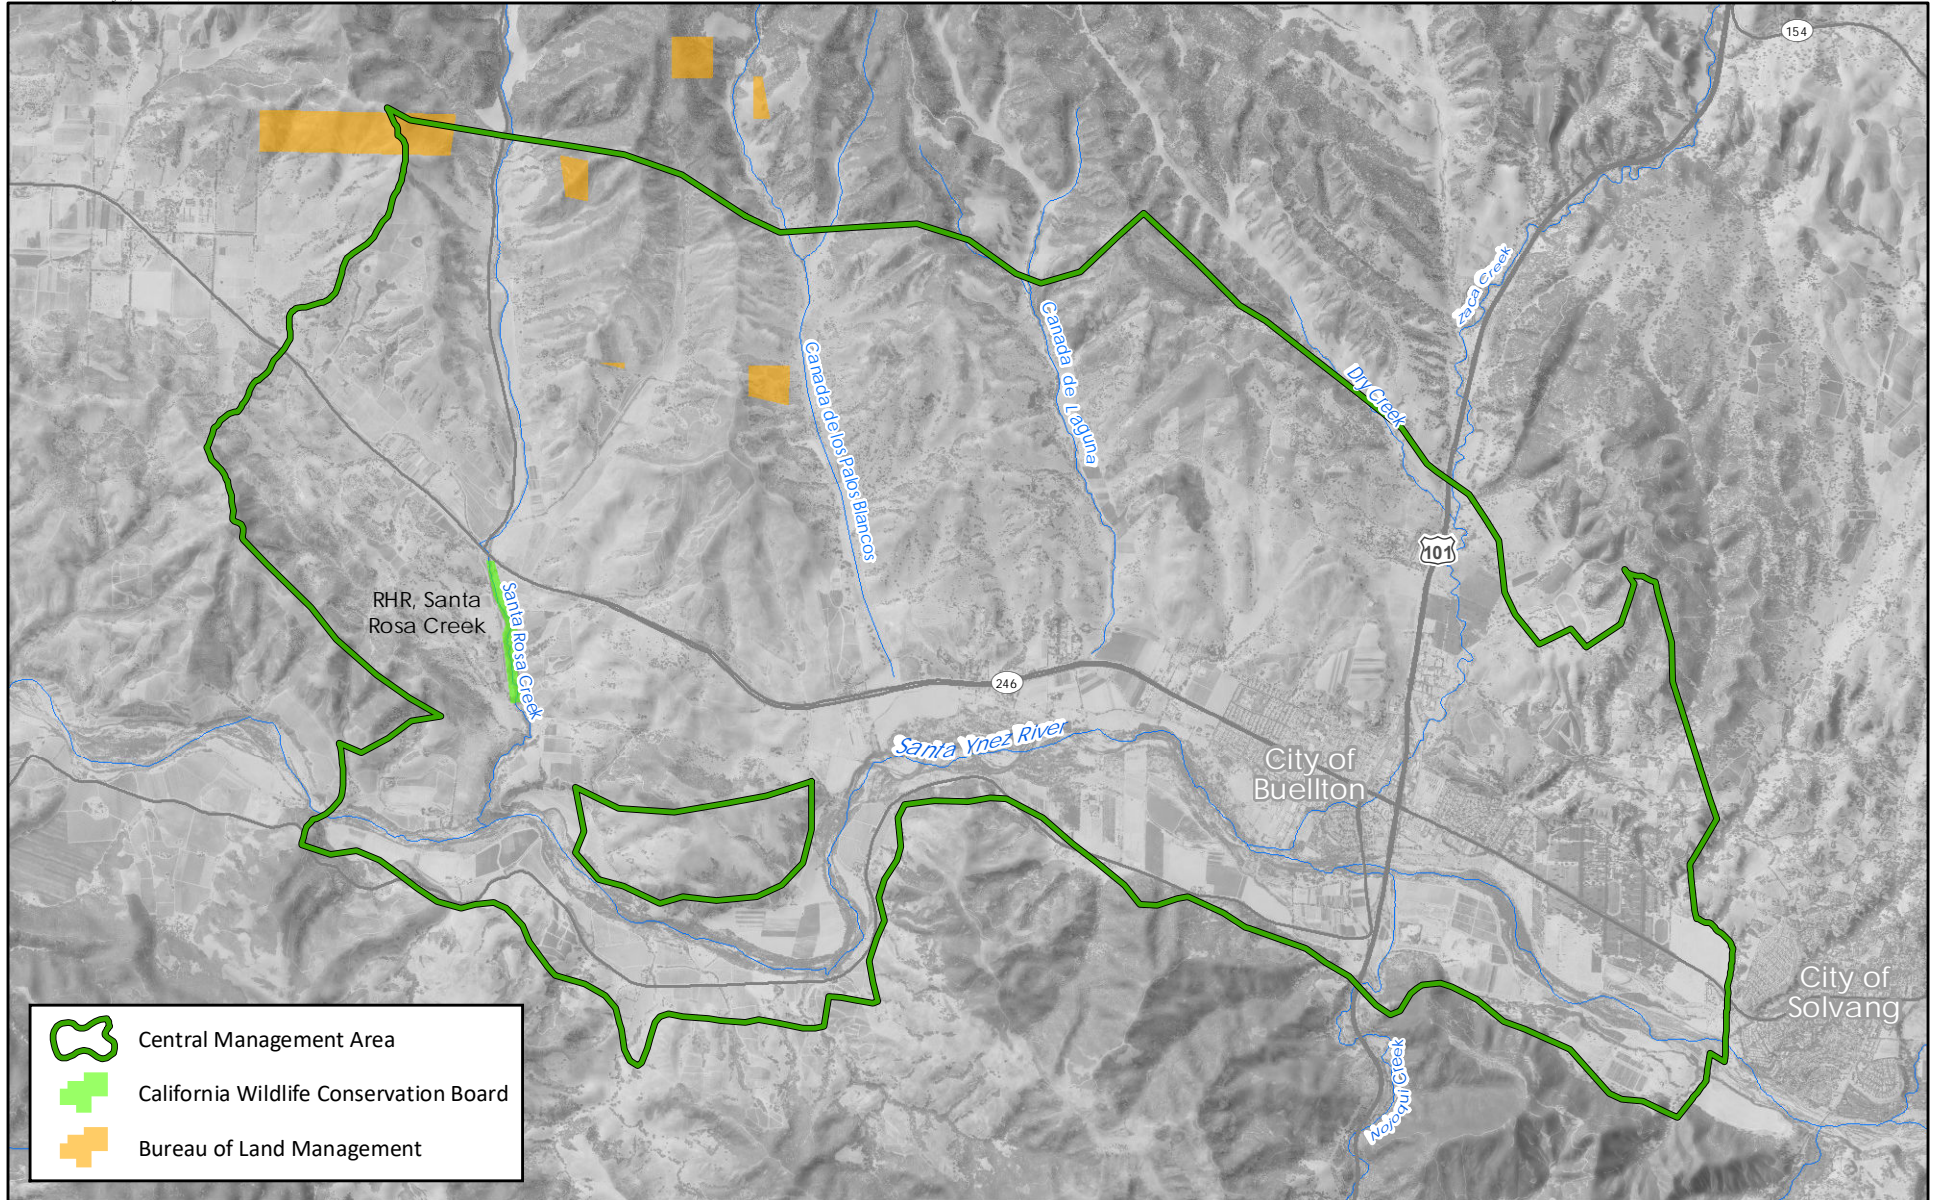 154
Zaca Creek
Canada de Laguna
Canada de los Palos Blancos
Dry Creek
101
RHR, Santa
Rosa Creek
Santa Rosa Creek
246
Santa Ynez River
City of
Buellton
City of
Solvang
Nojoqui Creek
Central Management Area
California Wildlife Conservation Board
Bureau of Land Management